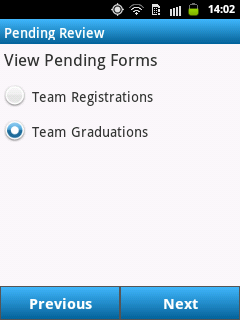 14:02
Pending Review
View Pending Forms
Team Registrations
Team Graduations
Previous Next